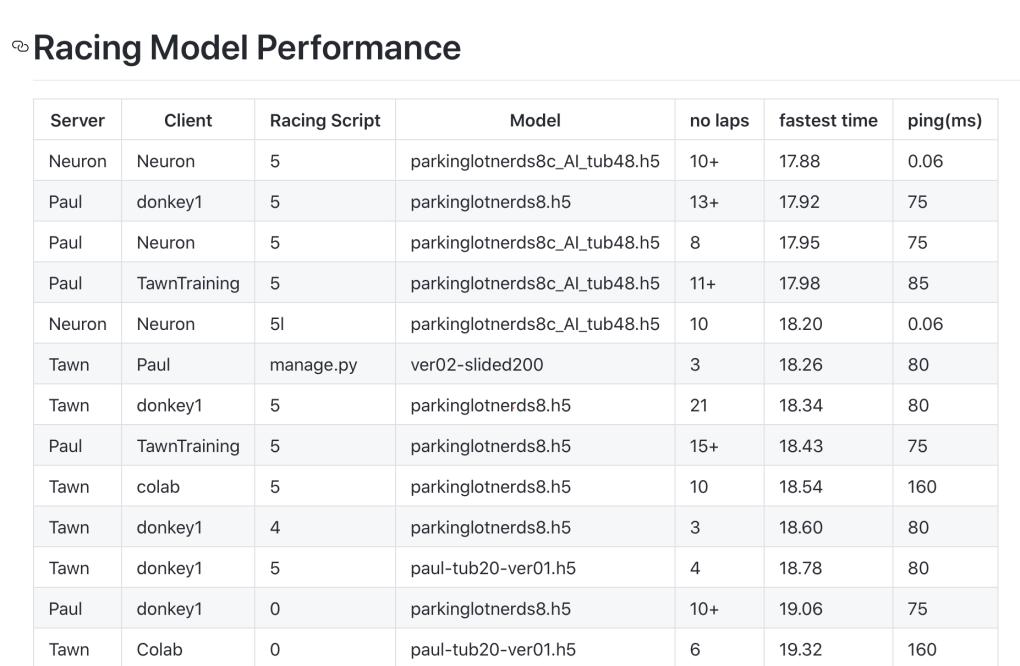 Racing Model Performance
Server Client Racing Script Model no laps fastest time ping(ms)
Neuron Neuron 5 parkinglotnerds8c_AI_tub48.h5 10+ 17.88 0.06
Paul donkey1 5 parkinglotnerds8.h5 13+ 17.92 75
Paul Neuron 5 parkinglotnerds8c_AI_tub48.h5 8 17.95 75
Paul TawnTraining 5 parkinglotnerds8c_AI_tub48.h5 11+ 17.98 85
Neuron Neuron 5l parkinglotnerds8c_AI_tub48.h5 10 18.20 0.06
Tawn Paul manage.py ver02-slided200 3 18.26 80
Tawn donkey1 5 parkinglotnerds8.h5 21 18.34 80
Paul TawnTraining 5 parkinglotnerds8.h5 15+ 18.43 75
Tawn colab 5 parkinglotnerds8.h5 10 18.54 160
Tawn donkey1 4 parkinglotnerds8.h5 3 18.60 80
Tawn donkey1 5 paul-tub20-ver01.h5 4 18.78 80
Paul donkey1 0 parkinglotnerds8.h5 10+ 19.06 75
Tawn Colab 0 paul-tub20-ver01.h5 6 19.32 160